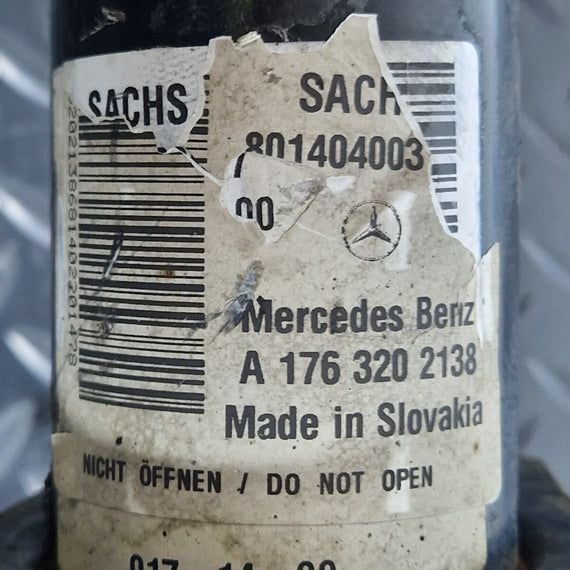 SACHS
SACH
801404003
00
Mercedes Benz
A 176 320 2138
Made in Slovakia
NICHT ÖFFNEN / DO NOT OPEN